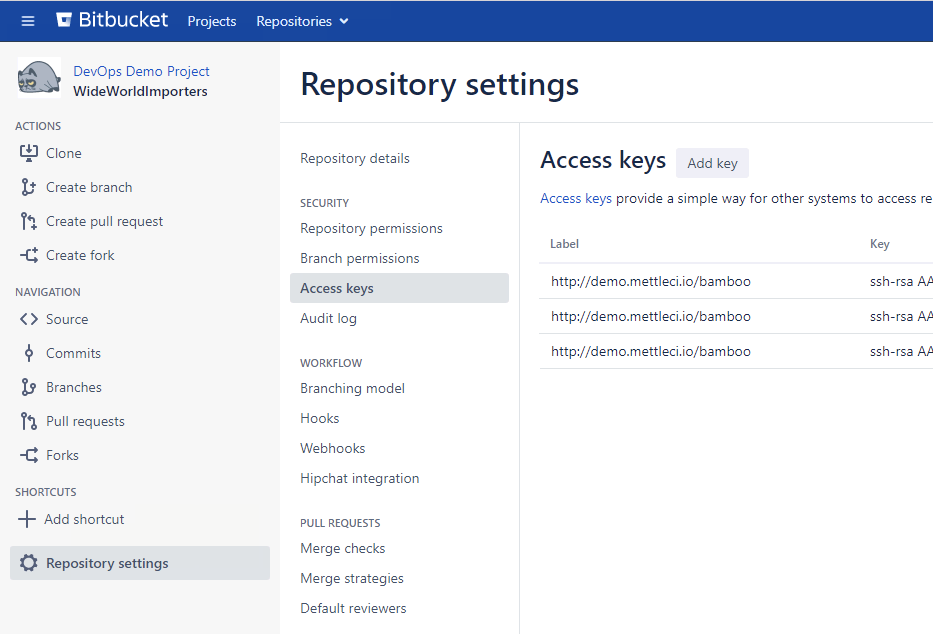 Bitbucket Projects Repositories
DevOps Demo Project
WideWorldImporters
ACTIONS
Clone
Create branch
Create pull request
Create fork
NAVIGATION
Source
Commits
Branches
Pull requests
Forks
SHORTCUTS
Add shortcut
Repository settings
Repository settings
Repository details
SECURITY
Repository permissions
Branch permissions
Access keys
Audit log
WORKFLOW
Branching model
Hooks
Webhooks
Hipchat integration
PULL REQUESTS
Merge checks
Merge strategies
Default reviewers
Access keys Add key
Access keys provide a simple way for other systems to access re
Label Key
http://demo.mettleci.io/bamboo ssh-rsa AA
http://demo.mettleci.io/bamboo ssh-rsa AA
http://demo.mettleci.io/bamboo ssh-rsa AA